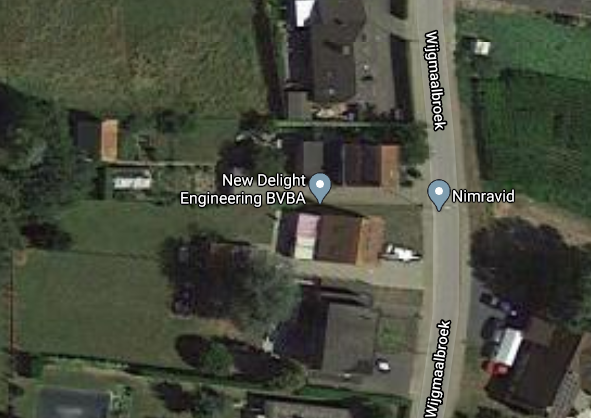 Wijgmaalbroek
New Delight
Engineering BVBA
Nimravid
Wijgmaalbroek